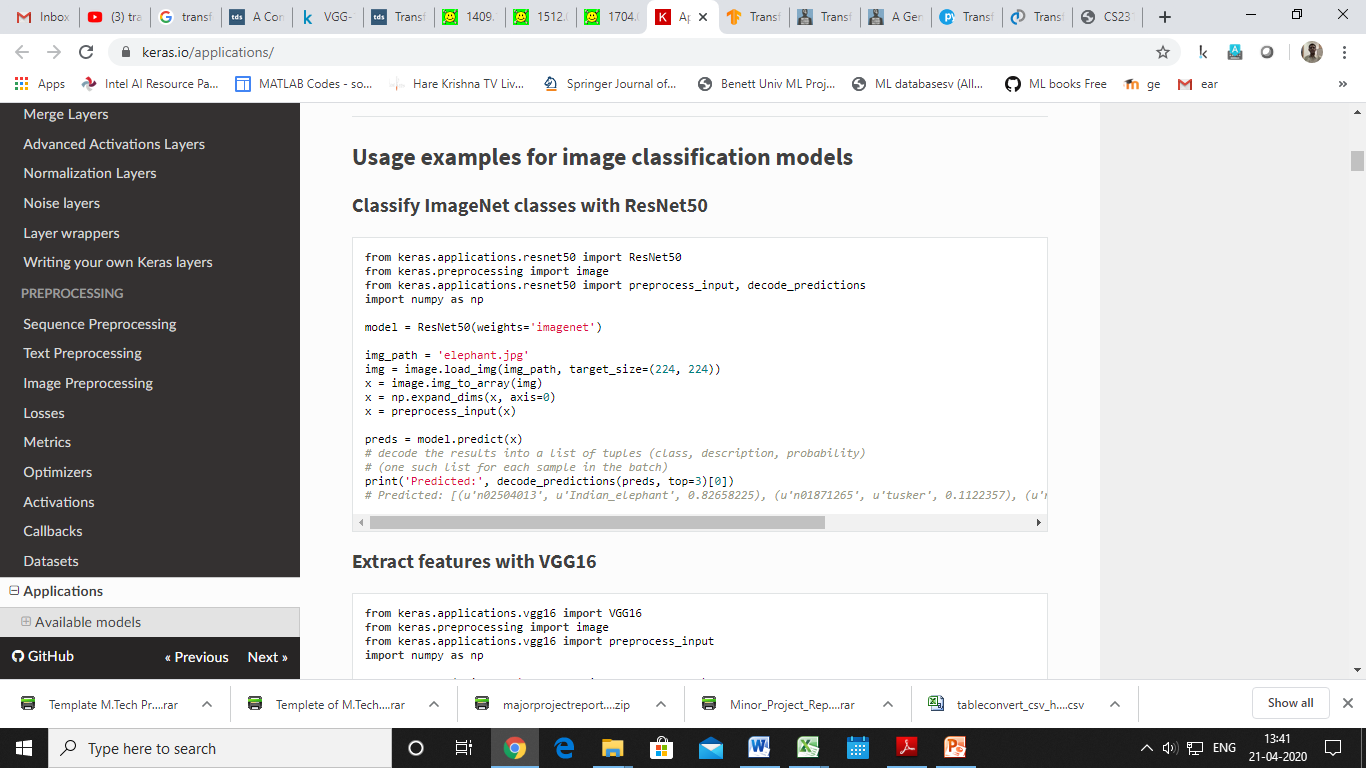 Inbox
(3) tra
transf
A Con
VGG-
Transf
1409.
1512.0
1704.0
Ap
Transf
Transf
A Ger
Transf
Trans
CS231
keras.io/applications/
Apps
Intel AI Resource Pa...
MATLAB Codes - so...
Hare Krishna TV Liv...
Springer Journal of...
Benett Univ ML Proj...
ML databasesv (All...
ML books Free
ge
ear
»
Merge Layers
Advanced Activations Layers
Normalization Layers
Noise layers
Layer wrappers
Writing your own Keras layers
PREPROCESSING
Sequence Preprocessing
Text Preprocessing
Image Preprocessing
Losses
Metrics
Optimizers
Activations
Callbacks
Datasets
Applications
Available models
GitHub
« Previous
Next »
Usage examples for image classification models
Classify ImageNet classes with ResNet50
from keras.applications.resnet50 import ResNet50
from keras.preprocessing import image
from keras.applications.resnet50 import preprocess_input, decode_predictions
import numpy as np
model = ResNet50(weights='imagenet')
img_path = 'elephant.jpg'
img = image.load_img(img_path, target_size=(224, 224))
x = image.img_to_array(img)
x = np.expand_dims(x, axis=0)
x = preprocess_input(x)
preds = model.predict(x)
# decode the results into a list of tuples (class, description, probability)
# (one such list for each sample in the batch)
print('Predicted:', decode_predictions(preds, top=3)[0])
# Predicted: [(u'n02504013', u'Indian_elephant', 0.82658225), (u'n01871265', u'tusker', 0.1122357), (u'
Extract features with VGG16
from keras.applications.vgg16 import VGG16
from keras.preprocessing import image
from keras.applications.vgg16 import preprocess_input
import numpy as np
Template M.Tech Pr....rar
Templete of M.Tech....rar
majorprojectreport....zip
Minor_Project_Rep....rar
tableconvert_csv_h....csv
Show all
Type here to search
ENG
13:41
21-04-2020